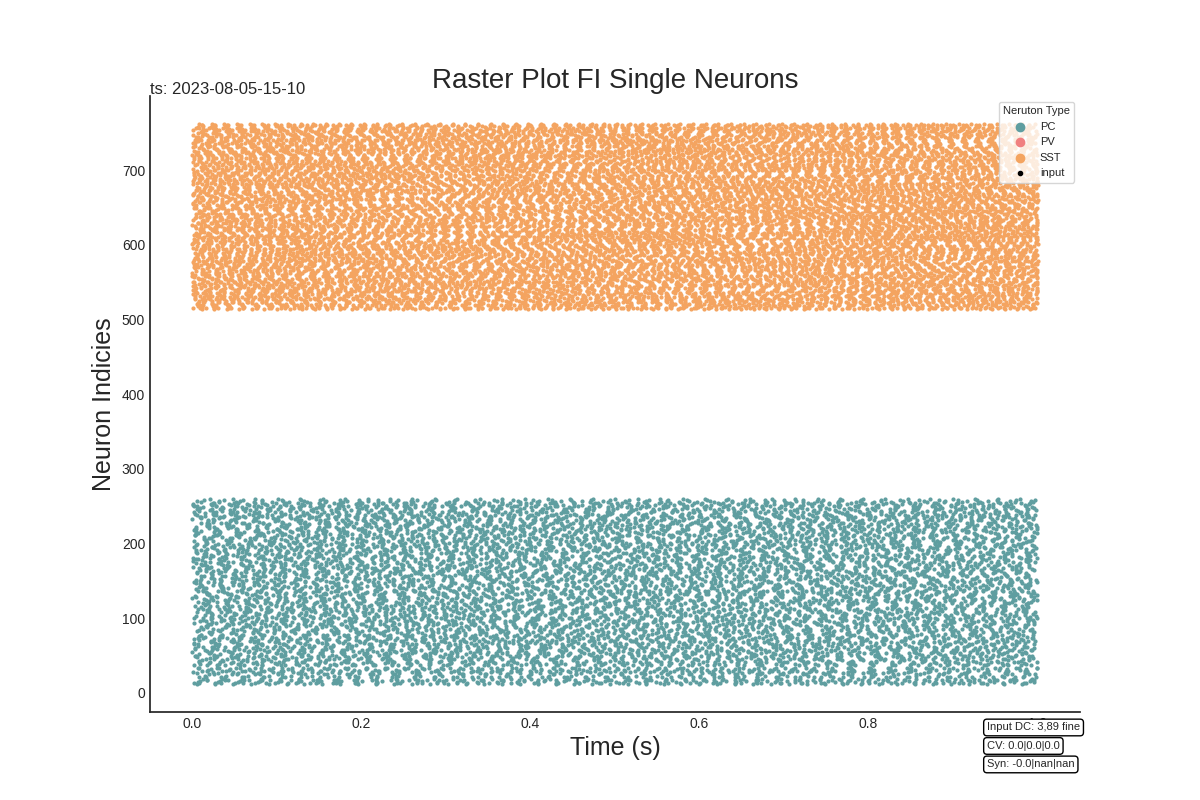 Raster Plot FI Single Neurons
ts: 2023-08-05-15-10
Neruton Type
PC
PV
SST
input
700
600
500
400
300
200
100
0
Neuron Indicies
0.0 0.2 0.4 0.6 0.8
Time (s)
Input DC: 3,89 fine
CV: 0.0|0.0|0.0
Syn: -0.0|nan|nan